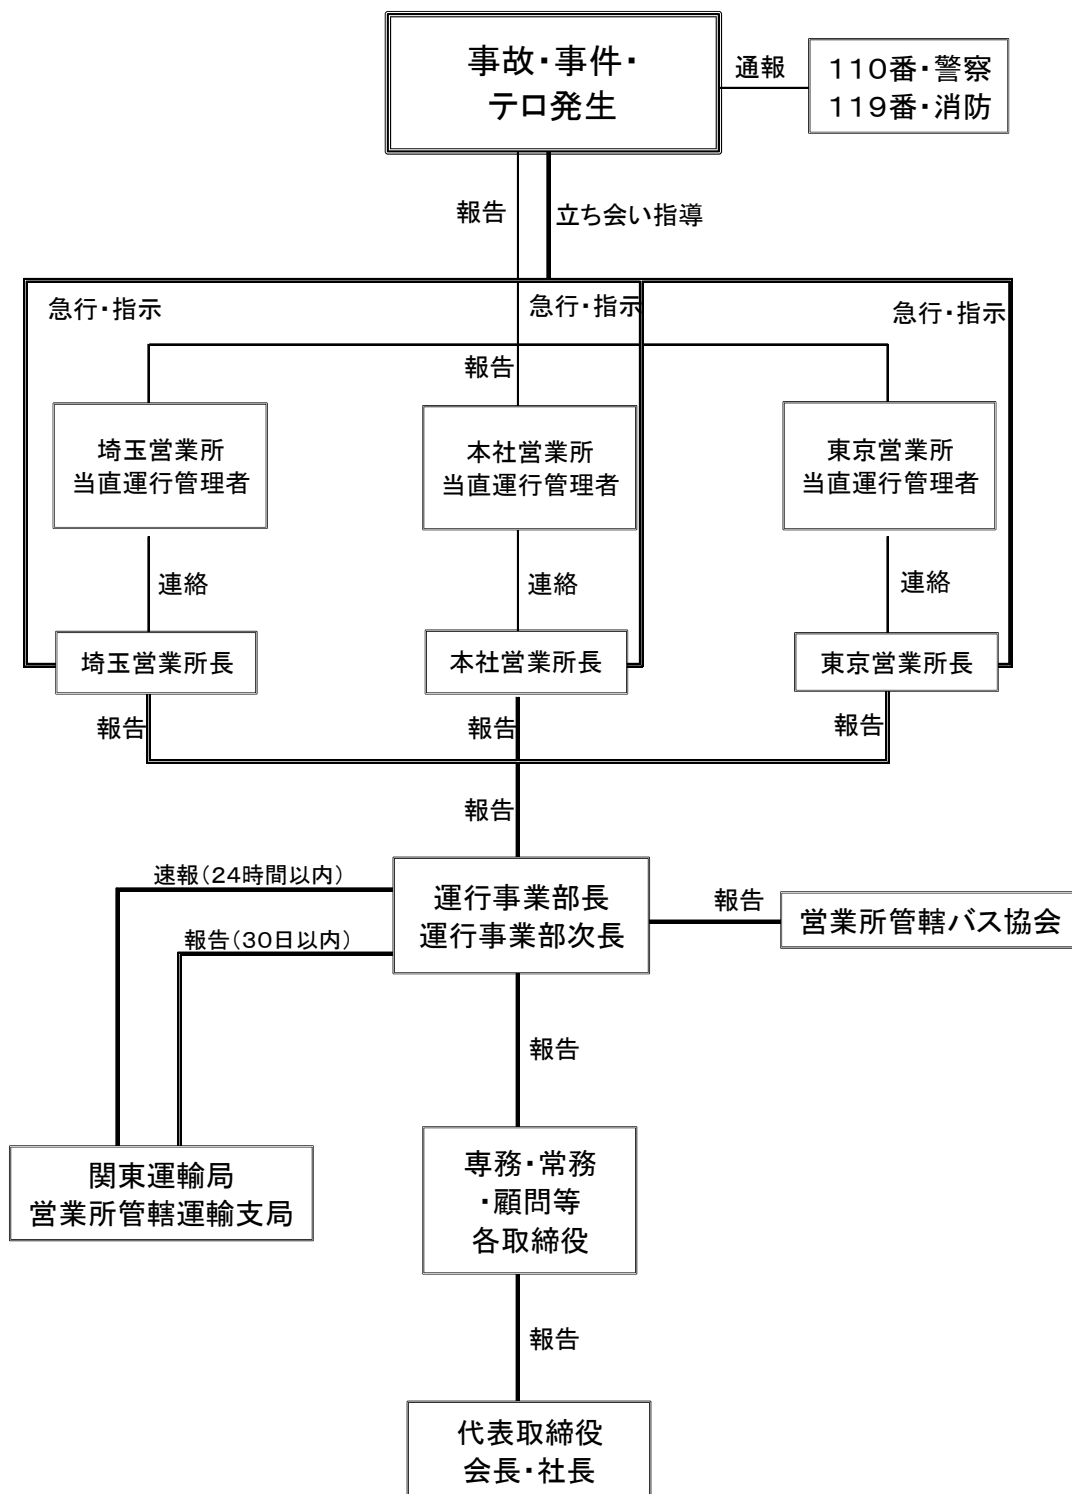 事故・事件・
テロ発生
通報
110番・警察
119番・消防
報告
立ち会い指導
急行・指示
急行・指示
急行・指示
報告
埼玉営業所
当直運行管理者
本社営業所
当直運行管理者
東京営業所
当直運行管理者
連絡
連絡
連絡
埼玉営業所長
本社営業所長
東京営業所長
報告
報告
報告
報告
速報(24時間以内)
報告(30日以内)
運行事業部長
運行事業部次長
報告
営業所管轄バス協会
報告
関東運輸局
営業所管轄運輸支局
専務・常務
・顧問等
各取締役
報告
代表取締役
会長・社長